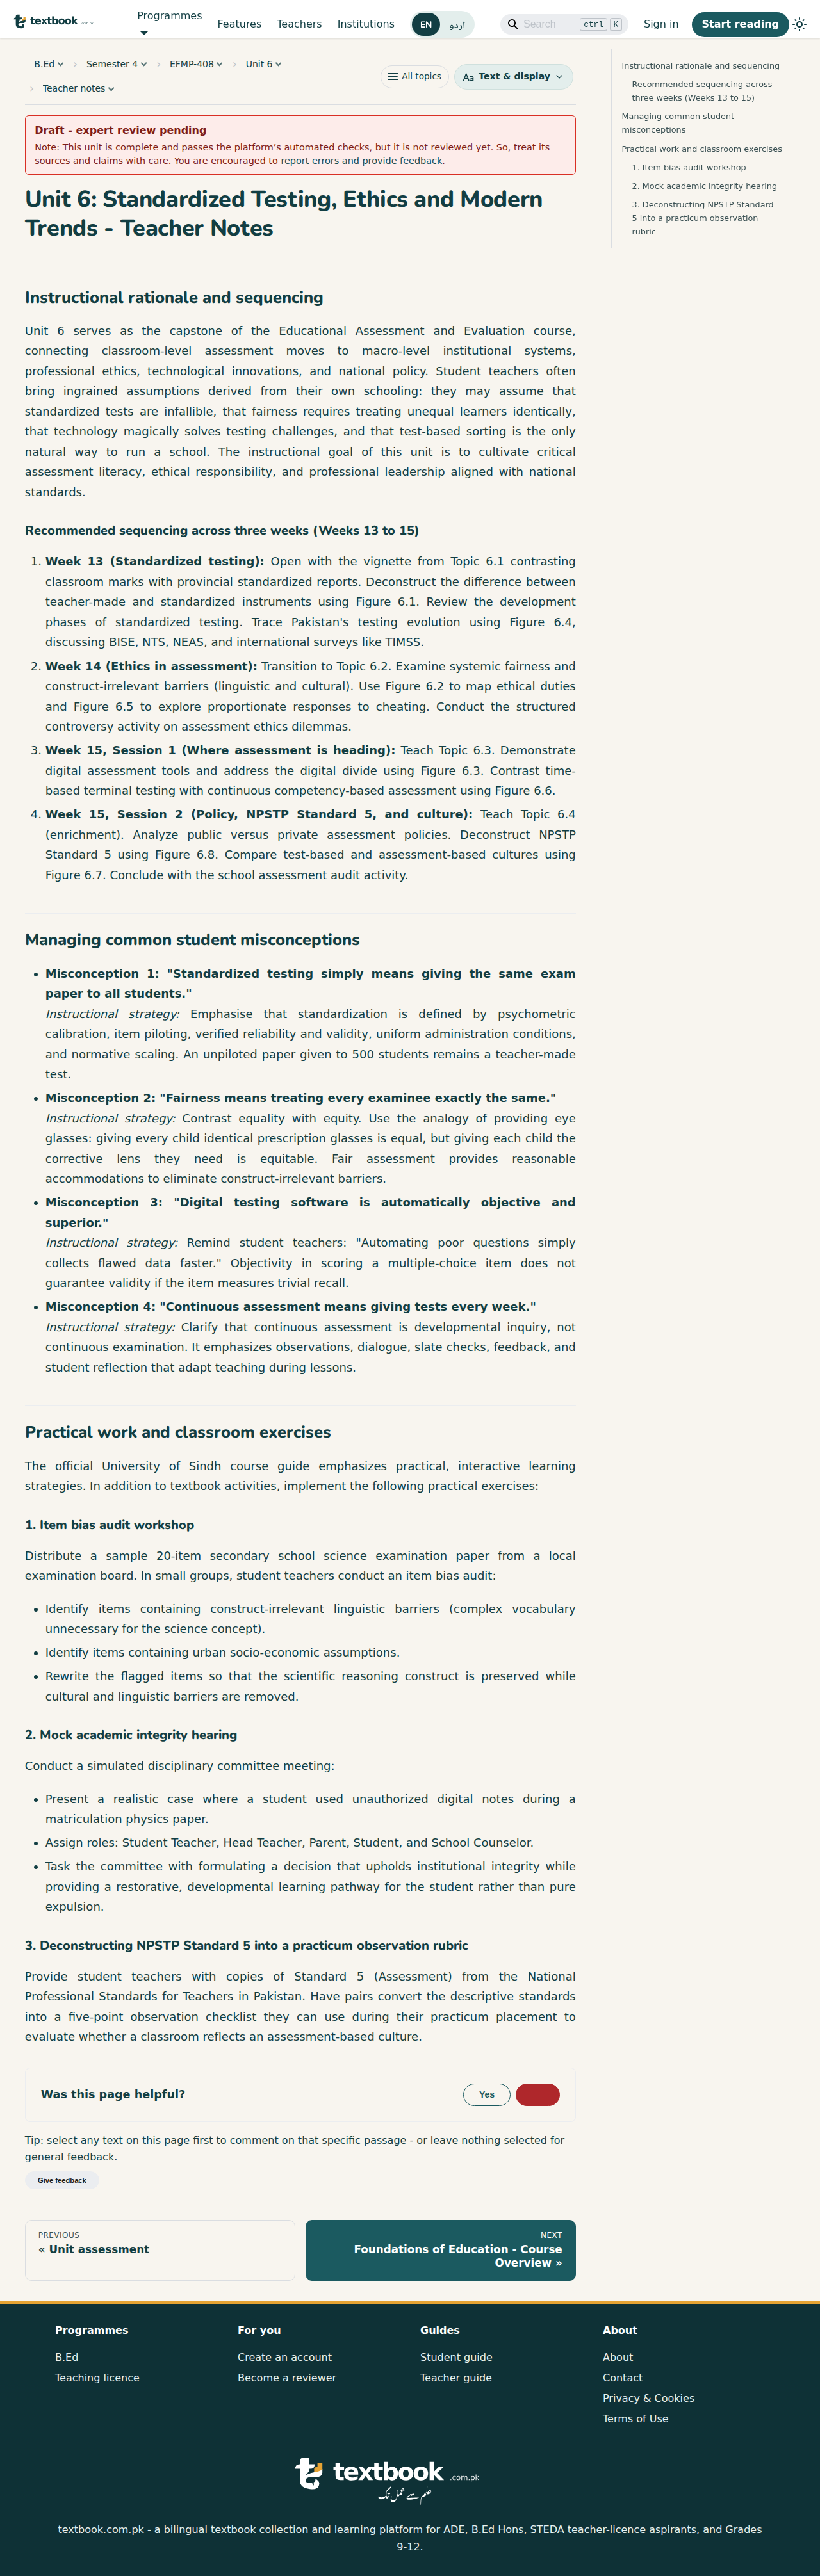 textbook .com.pk
Programmes
Features
Teachers
Institutions
EN
اردو
Search
ctrl K
Sign in
Start reading
B.Ed
Semester 4
EFMP-408
Unit 6
Teacher notes
All topics
Aa Text & display
Instructional rationale and sequencing
Recommended sequencing across
three weeks (Weeks 13 to 15)
Managing common student
misconceptions
Practical work and classroom exercises
1. Item bias audit workshop
2. Mock academic integrity hearing
3. Deconstructing NPSTP Standard
5 into a practicum observation
rubric
Draft - expert review pending
Note: This unit is complete and passes the platform's automated checks, but it is not reviewed yet. So, treat its
sources and claims with care. You are encouraged to report errors and provide feedback.
Unit 6: Standardized Testing, Ethics and Modern
Trends - Teacher Notes
Instructional rationale and sequencing
Unit 6 serves as the capstone of the Educational Assessment and Evaluation course,
connecting classroom-level assessment moves to macro-level institutional systems,
professional ethics, technological innovations, and national policy. Student teachers often
bring ingrained assumptions derived from their own schooling: they may assume that
standardized tests are infallible, that fairness requires treating unequal learners identically,
that technology magically solves testing challenges, and that test-based sorting is the only
natural way to run a school. The instructional goal of this unit is to cultivate critical
assessment literacy, ethical responsibility, and professional leadership aligned with national
standards.
Recommended sequencing across three weeks (Weeks 13 to 15)
1. Week 13 (Standardized testing): Open with the vignette from Topic 6.1 contrasting
classroom marks with provincial standardized reports. Deconstruct the difference between
teacher-made and standardized instruments using Figure 6.1. Review the development
phases of standardized testing. Trace Pakistan's testing evolution using Figure 6.4,
discussing BISE, NTS, NEAS, and international surveys like TIMSS.
2. Week 14 (Ethics in assessment): Transition to Topic 6.2. Examine systemic fairness and
construct-irrelevant barriers (linguistic and cultural). Use Figure 6.2 to map ethical duties
and Figure 6.5 to explore proportionate responses to cheating. Conduct the structured
controversy activity on assessment ethics dilemmas.
3. Week 15, Session 1 (Where assessment is heading): Teach Topic 6.3. Demonstrate
digital assessment tools and address the digital divide using Figure 6.3. Contrast time-
based terminal testing with continuous competency-based assessment using Figure 6.6.
4. Week 15, Session 2 (Policy, NPSTP Standard 5, and culture): Teach Topic 6.4
(enrichment). Analyze public versus private assessment policies. Deconstruct NPSTP
Standard 5 using Figure 6.8. Compare test-based and assessment-based cultures using
Figure 6.7. Conclude with the school assessment audit activity.
Managing common student misconceptions
• Misconception 1: "Standardized testing simply means giving the same exam
paper to all students."
Instructional strategy: Emphasise that standardization is defined by psychometric
calibration, item piloting, verified reliability and validity, uniform administration conditions,
and normative scaling. An unpiloted paper given to 500 students remains a teacher-made
test.
• Misconception 2: "Fairness means treating every examinee exactly the same."
Instructional strategy: Contrast equality with equity. Use the analogy of providing eye
glasses: giving every child identical prescription glasses is equal, but giving each child the
corrective lens they need is equitable. Fair assessment provides reasonable
accommodations to eliminate construct-irrelevant barriers.
• Misconception 3: "Digital testing software is automatically objective and
superior."
Instructional strategy: Remind student teachers: "Automating poor questions simply
collects flawed data faster." Objectivity in scoring a multiple-choice item does not
guarantee validity if the item measures trivial recall.
• Misconception 4: "Continuous assessment means giving tests every week."
Instructional strategy: Clarify that continuous assessment is developmental inquiry, not
continuous examination. It emphasizes observations, dialogue, slate checks, feedback, and
student reflection that adapt teaching during lessons.
Practical work and classroom exercises
The official University of Sindh course guide emphasizes practical, interactive learning
strategies. In addition to textbook activities, implement the following practical exercises:
1. Item bias audit workshop
Distribute a sample 20-item secondary school science examination paper from a local
examination board. In small groups, student teachers conduct an item bias audit:
• Identify items containing construct-irrelevant linguistic barriers (complex vocabulary
unnecessary for the science concept).
• Identify items containing urban socio-economic assumptions.
• Rewrite the flagged items so that the scientific reasoning construct is preserved while
cultural and linguistic barriers are removed.
2. Mock academic integrity hearing
Conduct a simulated disciplinary committee meeting:
• Present a realistic case where a student used unauthorized digital notes during a
matriculation physics paper.
• Assign roles: Student Teacher, Head Teacher, Parent, Student, and School Counselor.
• Task the committee with formulating a decision that upholds institutional integrity while
providing a restorative, developmental learning pathway for the student rather than pure
expulsion.
3. Deconstructing NPSTP Standard 5 into a practicum observation rubric
Provide student teachers with copies of Standard 5 (Assessment) from the National
Professional Standards for Teachers in Pakistan. Have pairs convert the descriptive standards
into a five-point observation checklist they can use during their practicum placement to
evaluate whether a classroom reflects an assessment-based culture.
Was this page helpful?
Yes
Tip: select any text on this page first to comment on that specific passage - or leave nothing selected for
general feedback.
Give feedback
PREVIOUS
« Unit assessment
NEXT
Foundations of Education - Course
Overview »
Programmes
B.Ed
Teaching licence
For you
Create an account
Become a reviewer
Guides
Student guide
Teacher guide
About
About
Contact
Privacy & Cookies
Terms of Use
textbook .com.pk
علم سے عمل تک
textbook.com.pk - a bilingual textbook collection and learning platform for ADE, B.Ed Hons, STEDA teacher-licence aspirants, and Grades
9-12.